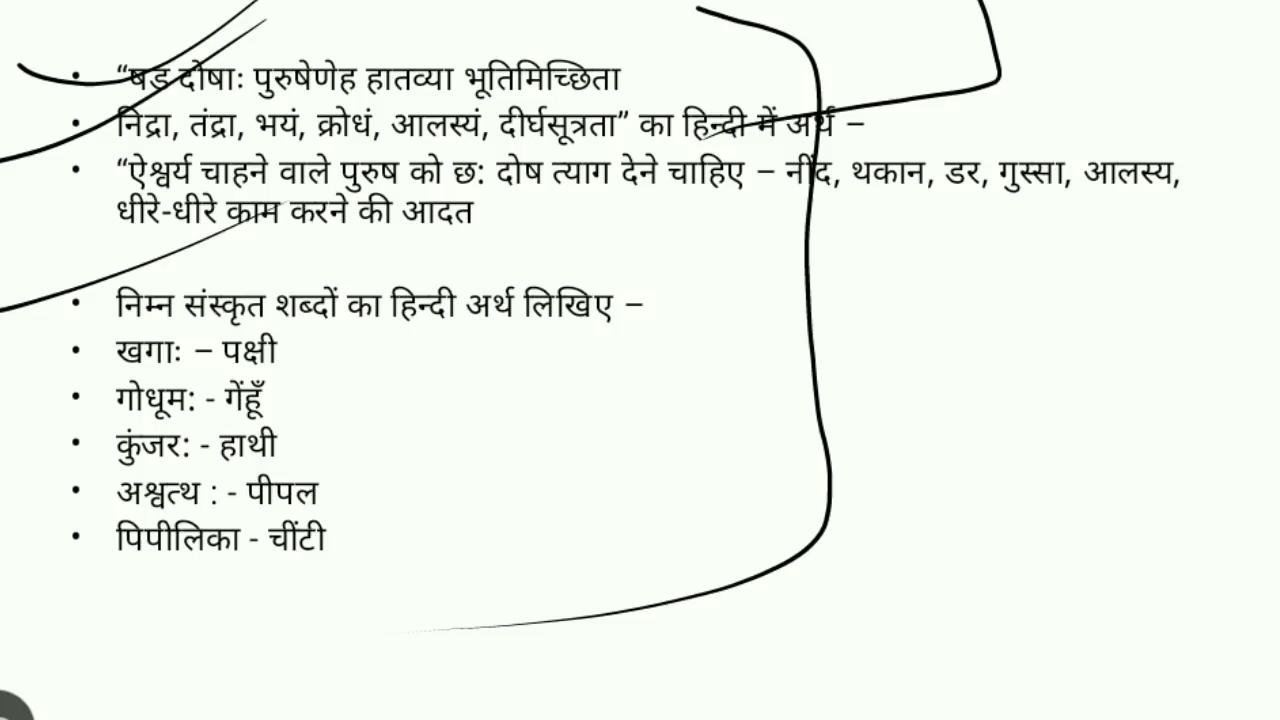 • “षड दोषाः पुरुषेणेह हातव्या भूतिमिच्छिता
• निद्रा, तंद्रा, भयं, क्रोधं, आलस्यं, दीर्घसूत्रता” का हिन्दी में अर्थ –
• “ऐश्वर्य चाहने वाले पुरुष को छ: दोष त्याग देने चाहिए – नींद, थकान, डर, गुस्सा, आलस्य,
धीरे-धीरे काम करने की आदत
• निम्न संस्कृत शब्दों का हिन्दी अर्थ लिखिए –
• खगाः – पक्षी
• गोधूम: - गेंहूँ
• कुंजर: - हाथी
• अश्वत्थ : - पीपल
• पिपीलिका - चींटी